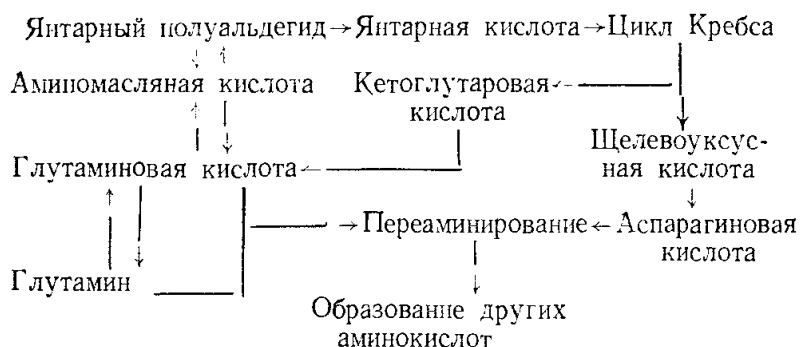 Янтарный полуальдегид→Янтарная кислота→Цикл Кребса
Аминомасляная кислота Кетоглутаровая
кислота
Щелевоуксус-
ная кислота
Глутаминовая кислота
Переаминирование Аспарагиновая
кислота
Глутамин
Образование других
аминокислот